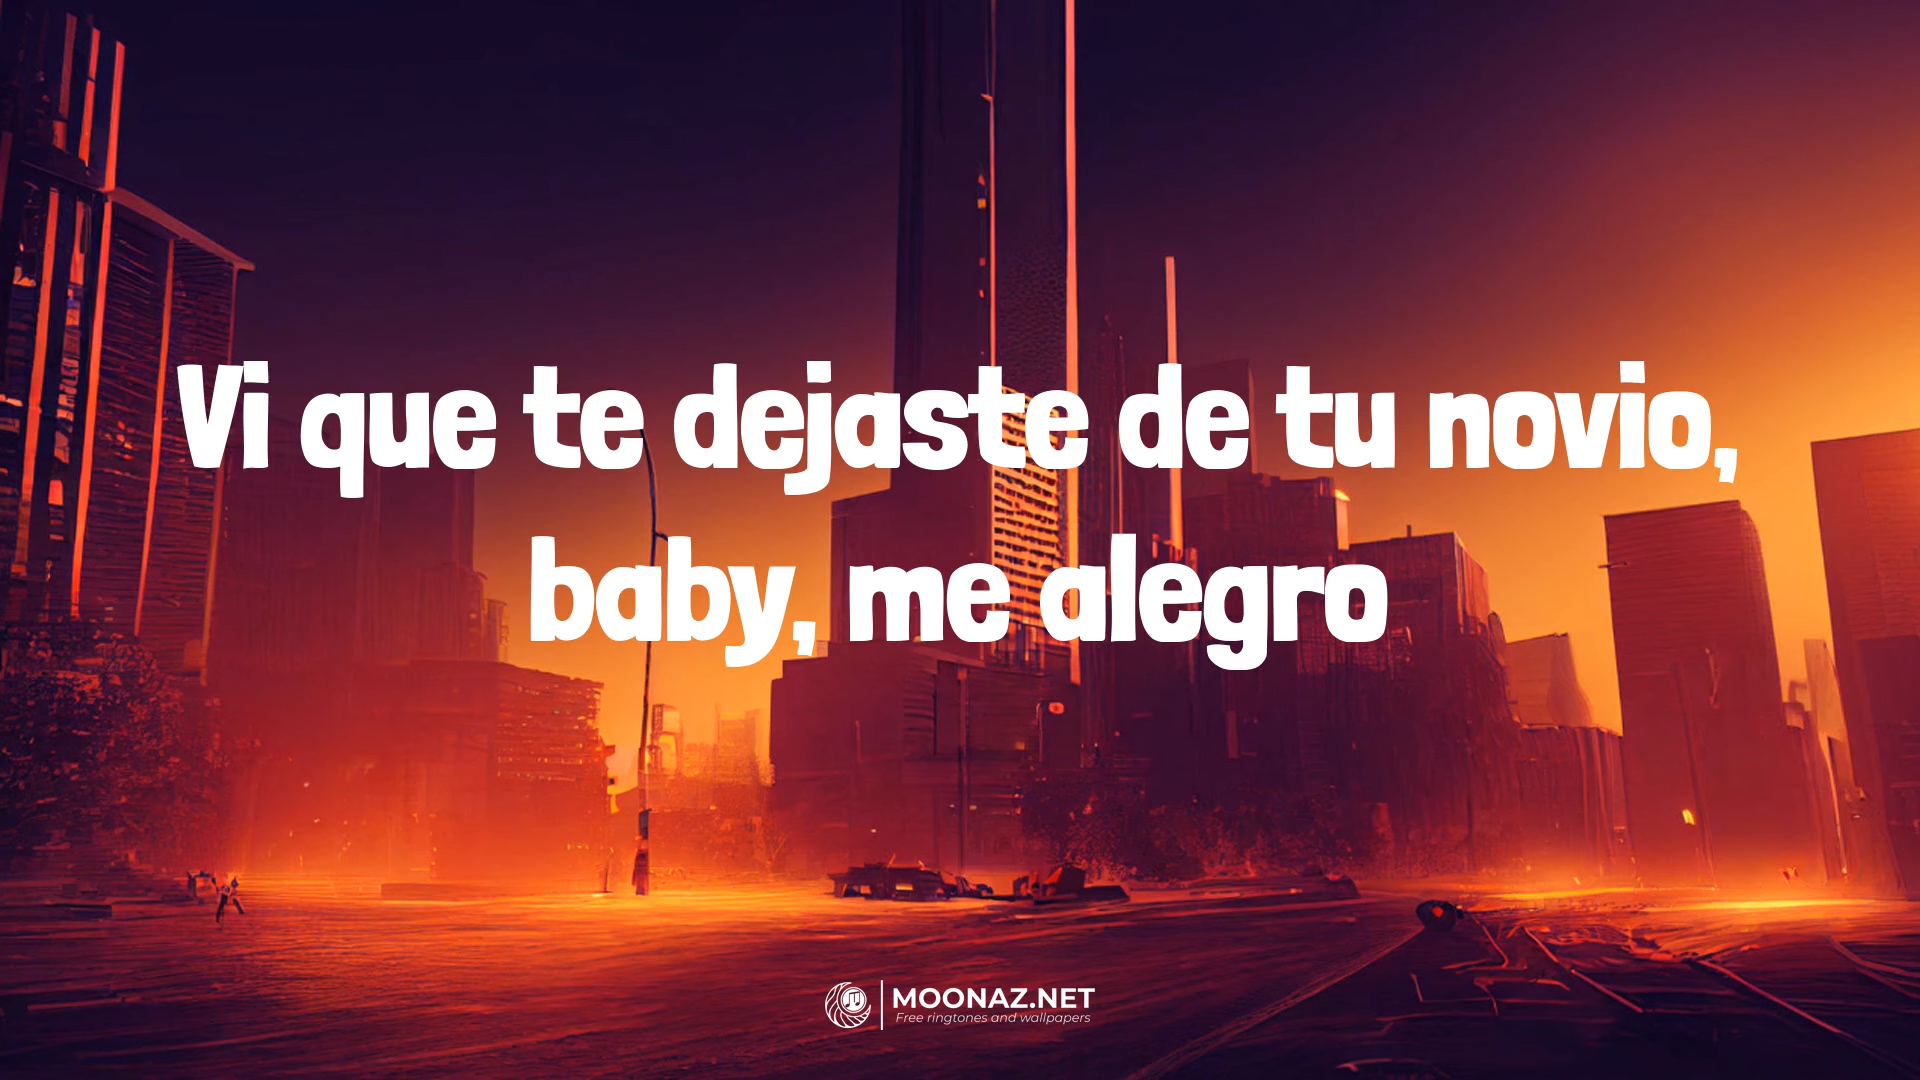 Vi que te dejaste de tu novio,
baby, me alegro
MOONAZ.NET
Free ringtones and wallpapers